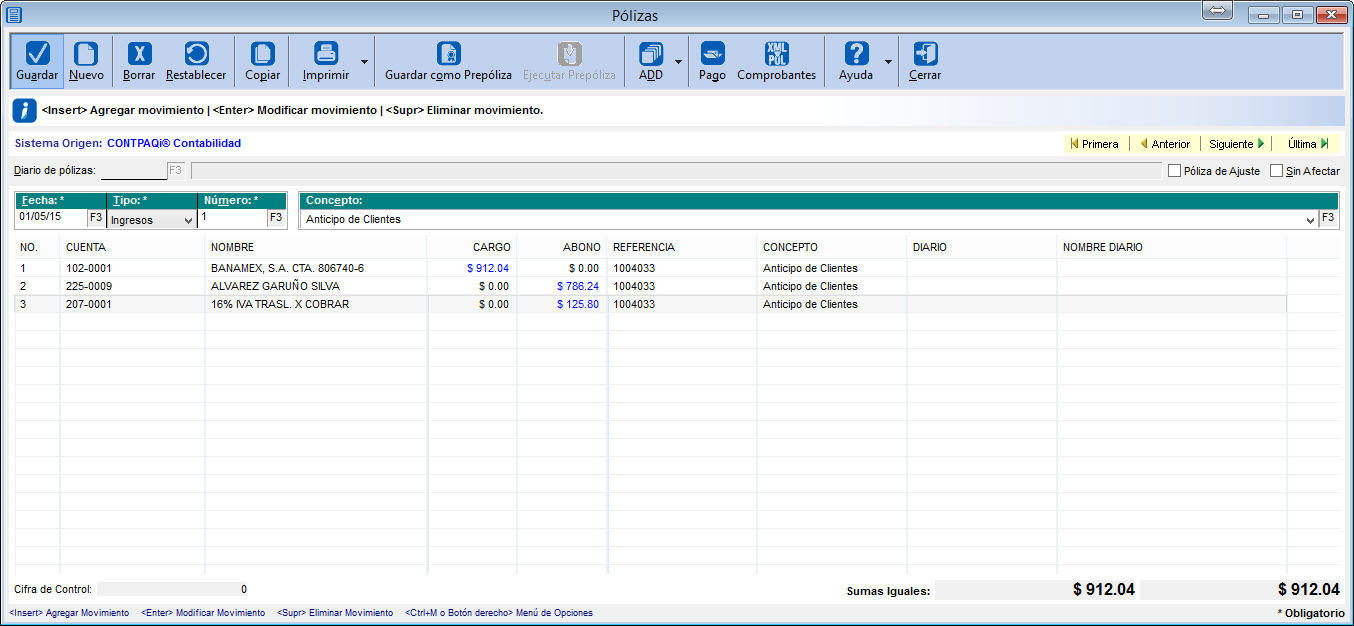 Pólizas
Guardar Nuevo Borrar Restablecer Copiar Imprimir Guardar como Prepóliza Ejecutar Prepóliza ADD Pago XML PÓL Comprobantes Ayuda Cerrar
<Insert> Agregar movimiento | <Enter> Modificar movimiento | <Supr> Eliminar movimiento.
Sistema Origen: CONTPAQi® Contabilidad Primera Anterior Siguiente Última
Diario de pólizas: F3 Póliza de Ajuste Sin Afectar
Fecha: * Tipo: * Número: * Concepto:
01/05/15 F3 Ingresos 1 F3 Anticipo de Clientes F3
NO. CUENTA NOMBRE CARGO ABONO REFERENCIA CONCEPTO DIARIO NOMBRE DIARIO
1 102-0001 BANAMEX, S.A. CTA. 806740-6 $ 912.04 $ 0.00 1004033 Anticipo de Clientes
2 225-0009 ALVAREZ GARUÑO SILVA $ 0.00 $ 786.24 1004033 Anticipo de Clientes
3 207-0001 16% IVA TRASL. X COBRAR $ 0.00 $ 125.80 1004033 Anticipo de Clientes
Cifra de Control: 0 Sumas Iguales: $ 912.04 $ 912.04
<Insert> Agregar Movimiento <Enter> Modificar Movimiento <Supr> Eliminar Movimiento <Ctrl+M o Botón derecho> Menú de Opciones * Obligatorio